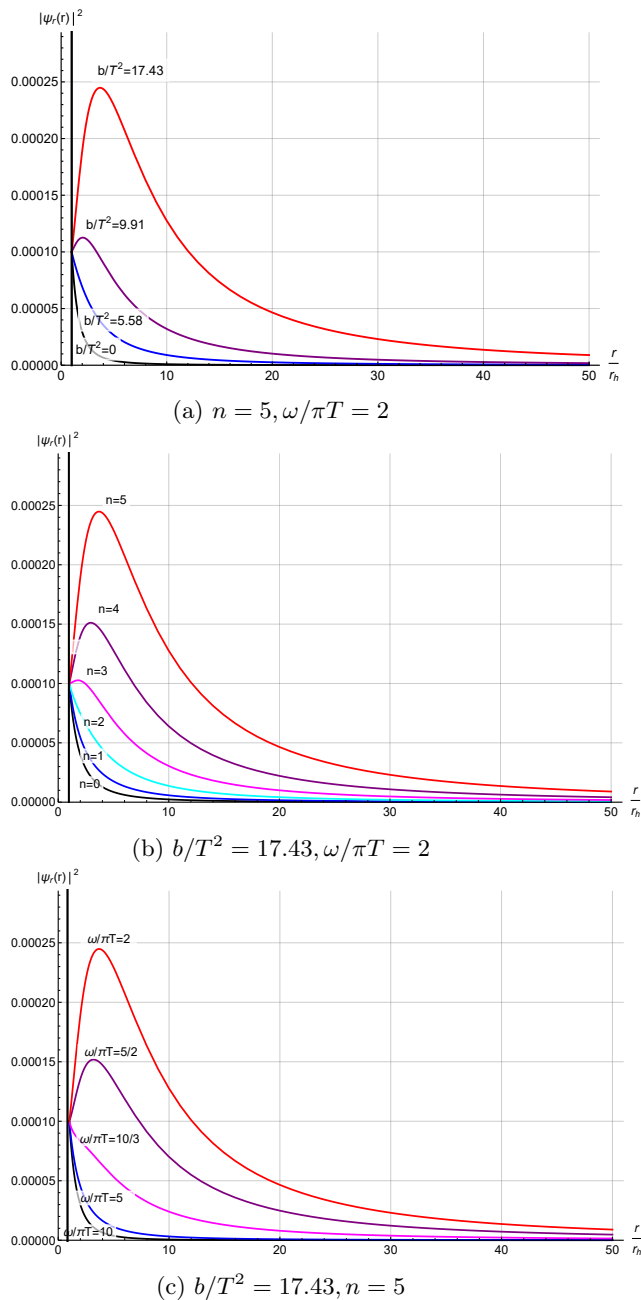 |ψr(r)|²
b/T²=17.43
0.00025
0.00020
0.00015
b/T²=9.91
0.00010
0.00005
b/T²=5.58
b/T²=0
0.00000
0 10 20 30 40 50
r/rh
(a) n = 5, ω/πT = 2
|ψr(r)|²
n=5
0.00025
0.00020
n=4
0.00015
n=3
0.00010
n=2
0.00005
n=1
n=0
0.00000
0 10 20 30 40 50
r/rh
(b) b/T² = 17.43, ω/πT = 2
|ψr(r)|²
ω/πT=2
0.00025
0.00020
ω/πT=5/2
0.00015
0.00010
ω/πT=10/3
0.00005
ω/πT=5
ω/πT=10
0.00000
0 10 20 30 40 50
r/rh
(c) b/T² = 17.43, n = 5